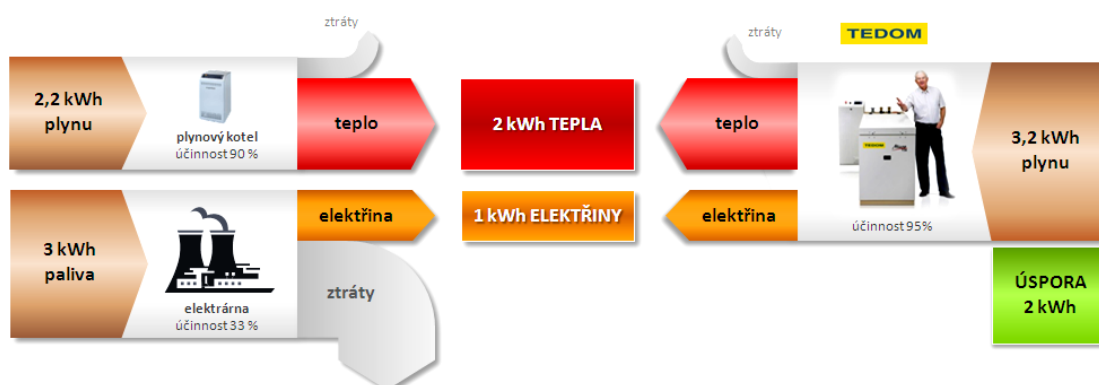 ztráty
2,2 kWh
plynu
plynový kotel
účinnost 90 %
teplo
2 kWh TEPLA
3 kWh
paliva
elektrárna
účinnost 33 %
elektřina
1 kWh ELEKTŘINY
ztráty
ztráty
TEDOM
teplo
elektřina
TEDOM
účinnost 95%
3,2 kWh
plynu
ÚSPORA
2 kWh